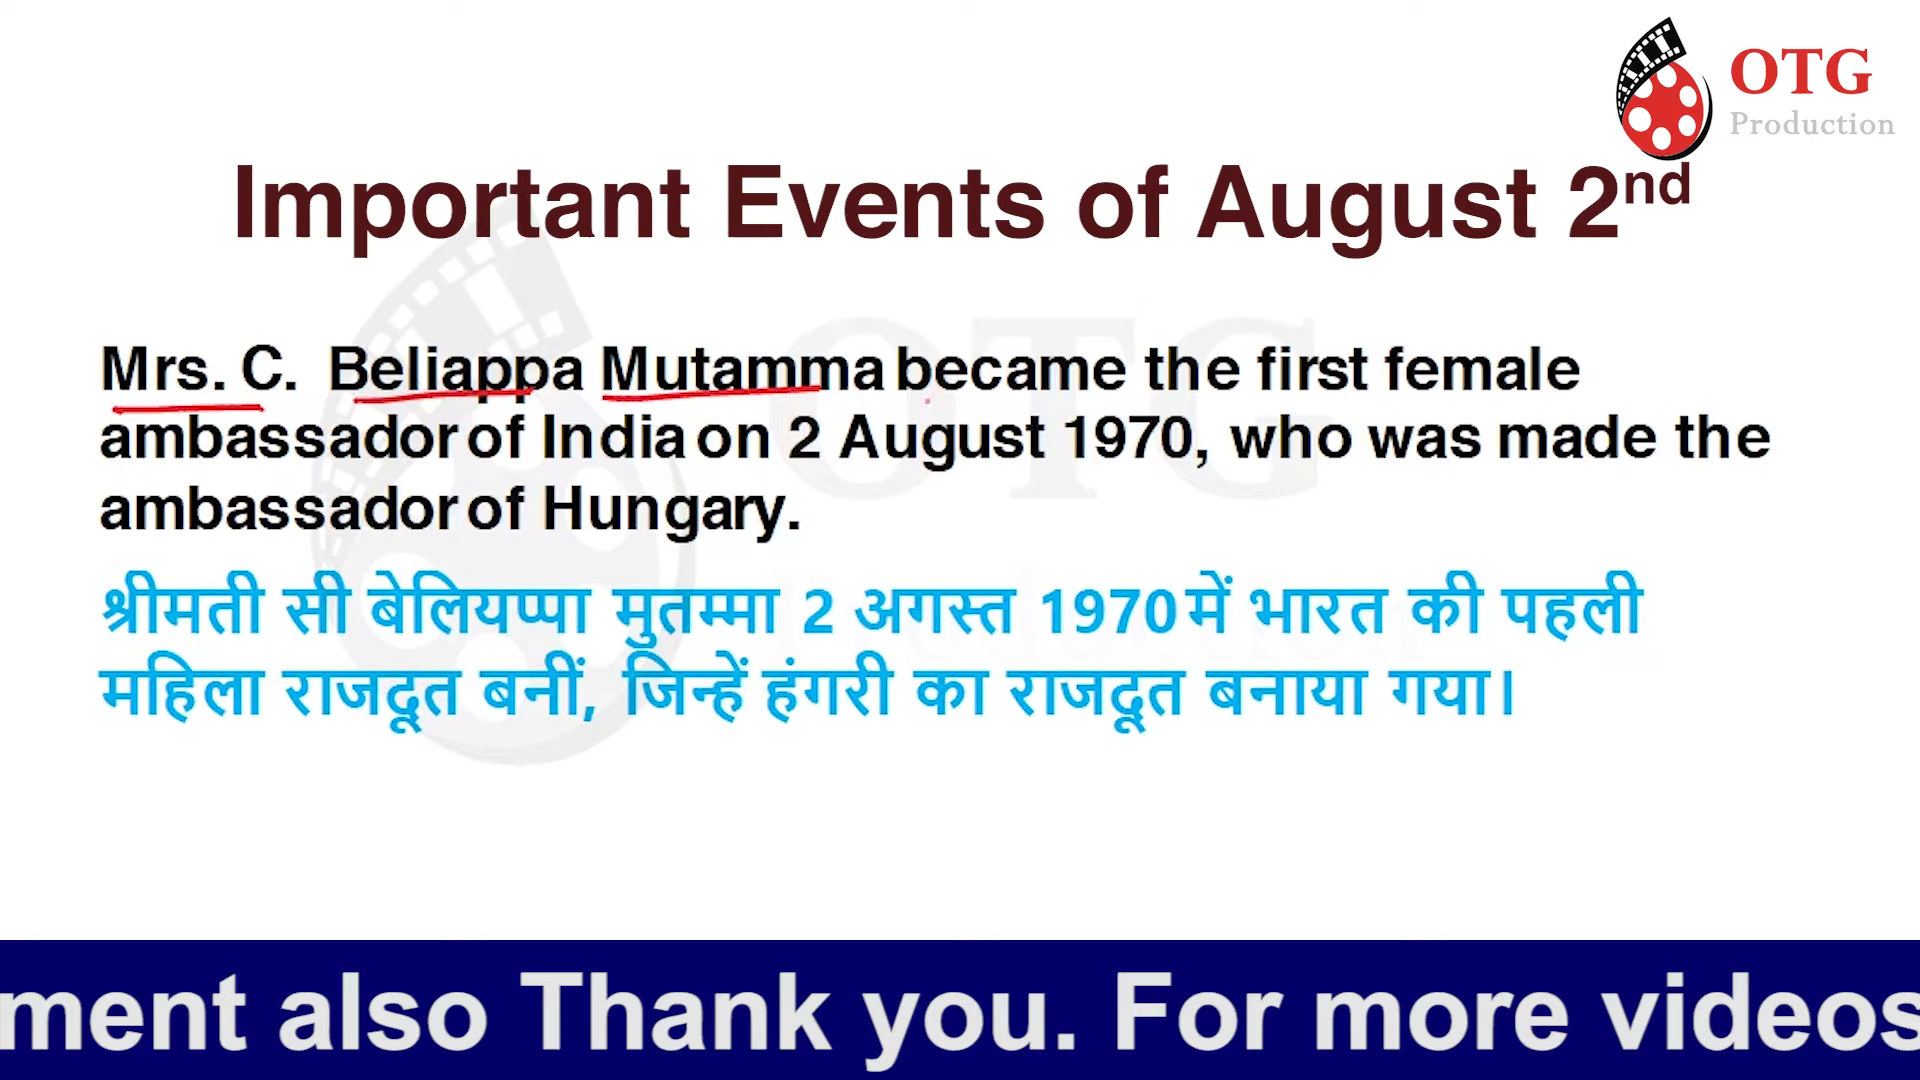 OTG
Production
Important Events of August 2nd
Mrs. C. Beliappa Mutamma became the first female
ambassador of India on 2 August 1970, who was made the
ambassador of Hungary.
श्रीमती सी बेलियप्पा मुतम्मा 2 अगस्त 1970 में भारत की पहली
महिला राजदूत बनीं, जिन्हें हंगरी का राजदूत बनाया गया।
ment also Thank you. For more videos